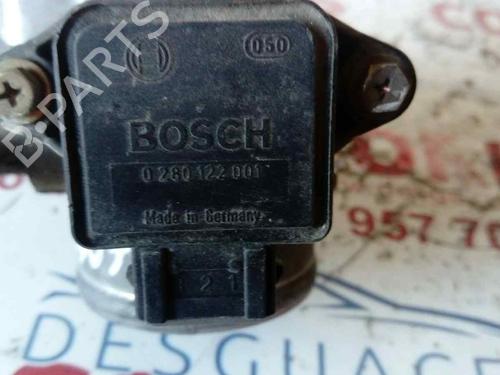 050
BOSCH
0 280 122 001
Made in Germany
2 1
957 70
DESGUACE
B-PARTS